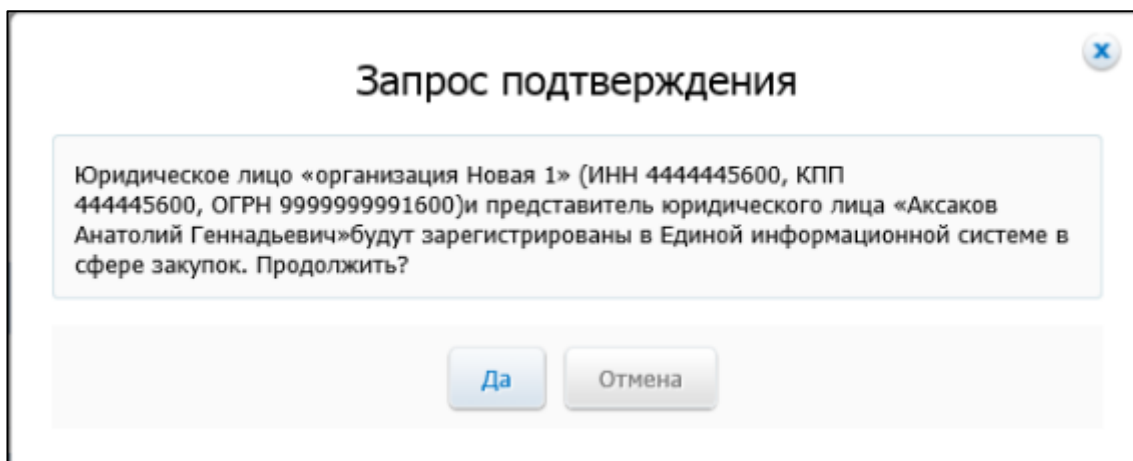 Запрос подтверждения
Юридическое лицо «организация Новая 1» (ИНН 4444445600, КПП
444445600, ОГРН 9999999991600)и представитель юридического лица «Аксаков
Анатолий Геннадьевич»будут зарегистрированы в Единой информационной системе в
сфере закупок. Продолжить?
Да
Отмена